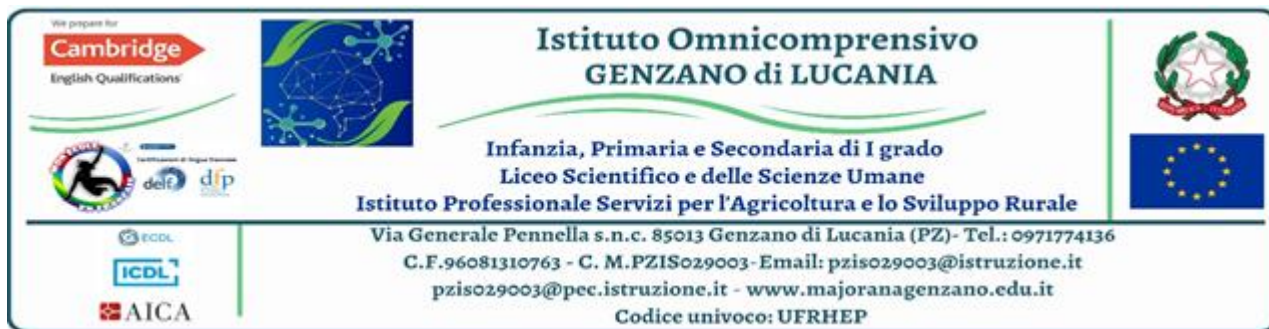 We prepare for
Cambridge
English Qualifications
Istituto Omnicomprensivo
GENZANO di LUCANIA
Infanzia, Primaria e Secondaria di I grado
Liceo Scientifico e delle Scienze Umane
Istituto Professionale Servizi per l'Agricoltura e lo Sviluppo Rurale
delf
dfp
Via Generale Pennella s.n.c. 85013 Genzano di Lucania (PZ)- Tel.: 0971774136
C.F.96081310763 - C. M.PZIS029003-Email: pzis029003@istruzione.it
pzis029003@pec.istruzione.it - www.majoranagenzano.edu.it
Codice univoco: UFRHEP
ECDL
ICDL
AICA